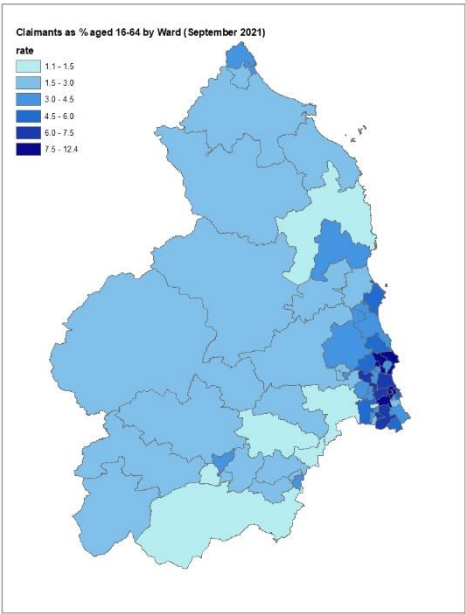 Claimants as % aged 16-64 by Ward (September 2021)
rate
1.1 - 1.5
1.5 - 3.0
3.0 - 4.5
4.5 - 6.0
6.0 - 7.5
7.5 - 12.4